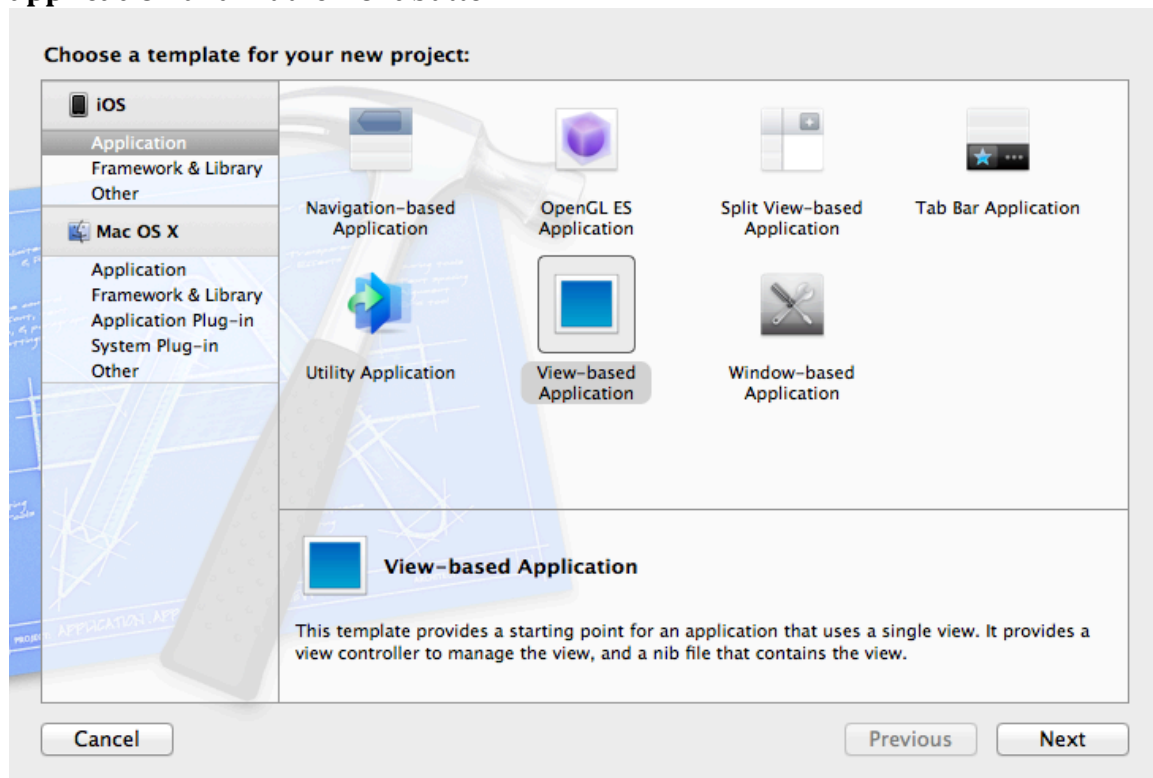 Choose a template for your new project:
iOS
Application
Framework & Library
Other
Mac OS X
Application
Framework & Library
Application Plug-in
System Plug-in
Other
Navigation-based
Application
OpenGL ES
Application
Split View-based
Application
Tab Bar Application
Utility Application
View-based
Application
Window-based
Application
View-based Application
This template provides a starting point for an application that uses a single view. It provides a
view controller to manage the view, and a nib file that contains the view.
Cancel
Previous
Next